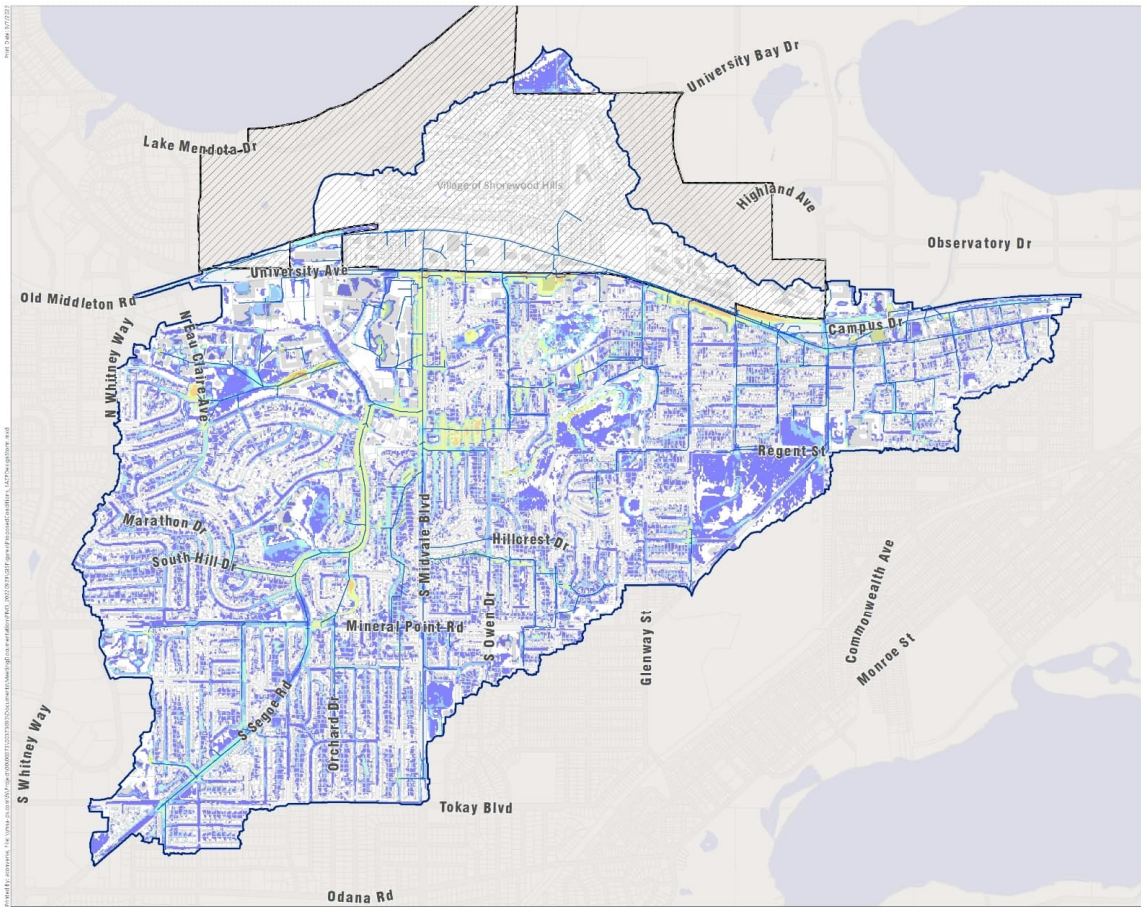 University Bay Dr
Lake Mendota Dr
Village of Shorewood Hills
Highland Ave
Observatory Dr
University Ave
Old Middleton Rd
N Whitney Way
N Eau Claire Ave
Campus Dr
Regent St
Marathon Dr
South Hill Dr
S Midvale Blvd
Hillcrest Dr
S Owen Dr
Mineral Point Rd
Glenway St
Commonwealth Ave
Monroe St
S Whitney Way
S Segoe Rd
Orchard Dr
Tokay Blvd
Odana Rd